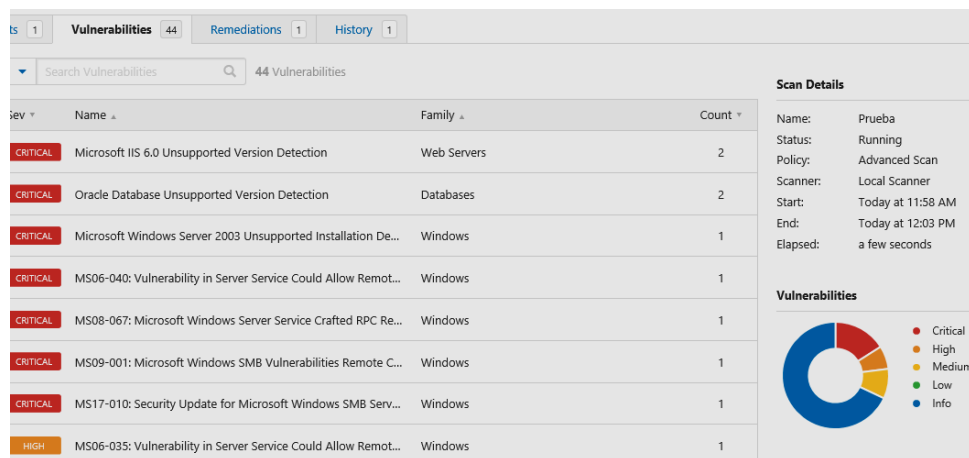 ts 1 Vulnerabilities 44 Remediations 1 History 1
Search Vulnerabilities 44 Vulnerabilities
Sev Name Family Count
CRITICAL Microsoft IIS 6.0 Unsupported Version Detection Web Servers 2
CRITICAL Oracle Database Unsupported Version Detection Databases 2
CRITICAL Microsoft Windows Server 2003 Unsupported Installation De... Windows 1
CRITICAL MS06-040: Vulnerability in Server Service Could Allow Remot... Windows 1
CRITICAL MS08-067: Microsoft Windows Server Service Crafted RPC Re... Windows 1
CRITICAL MS09-001: Microsoft Windows SMB Vulnerabilities Remote C... Windows 1
CRITICAL MS17-010: Security Update for Microsoft Windows SMB Serv... Windows 1
HIGH MS06-035: Vulnerability in Server Service Could Allow Remot... Windows 1
Scan Details
Name: Prueba
Status: Running
Policy: Advanced Scan
Scanner: Local Scanner
Start: Today at 11:58 AM
End: Today at 12:03 PM
Elapsed: a few seconds
Vulnerabilities
Critical
High
Medium
Low
Info